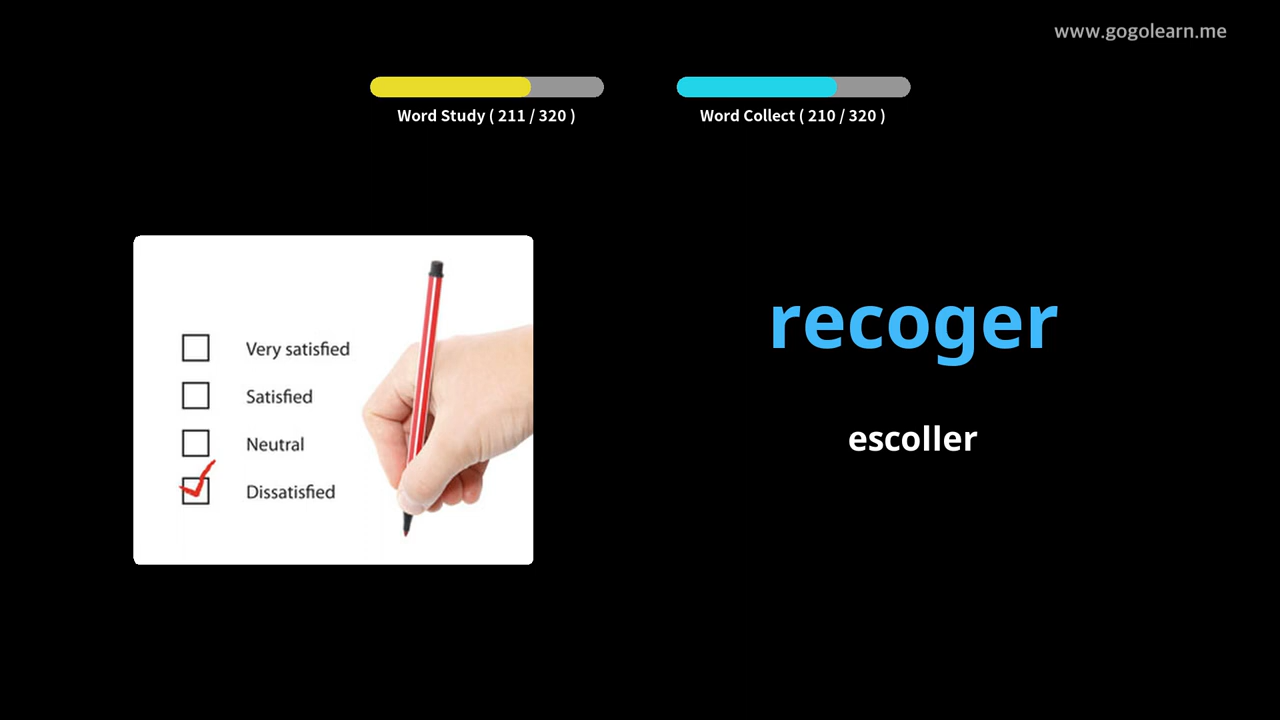 www.gogolearn.me
Word Study ( 211 / 320 )
Word Collect ( 210 / 320 )
Very satisfied
Satisfied
Neutral
Dissatisfied
recoger
escoller